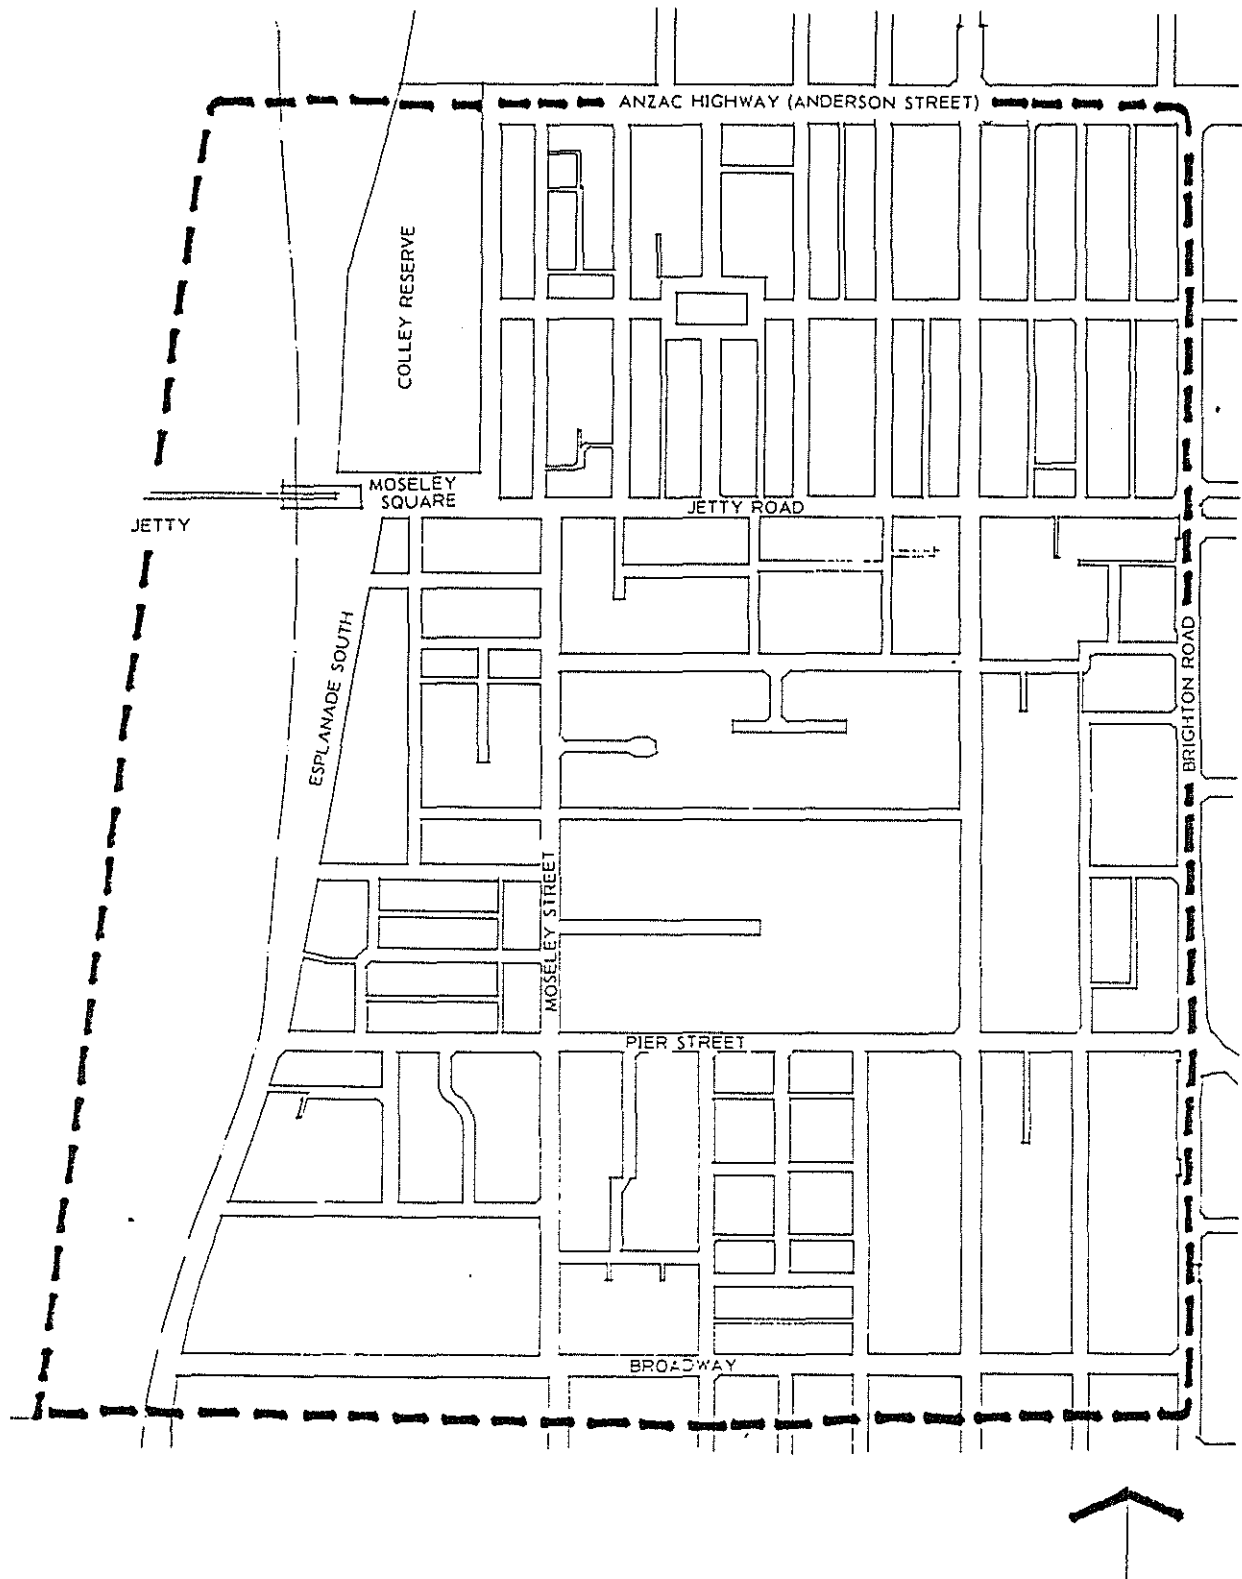 ANZAC HIGHWAY (ANDERSON STREET)
COLLEY RESERVE
MOSELEY
SQUARE
JETTY ROAD
JETTY
ESPLANADE SOUTH
BRIGHTON ROAD
MOSELEY STREET
PIER STREET
BROADWAY